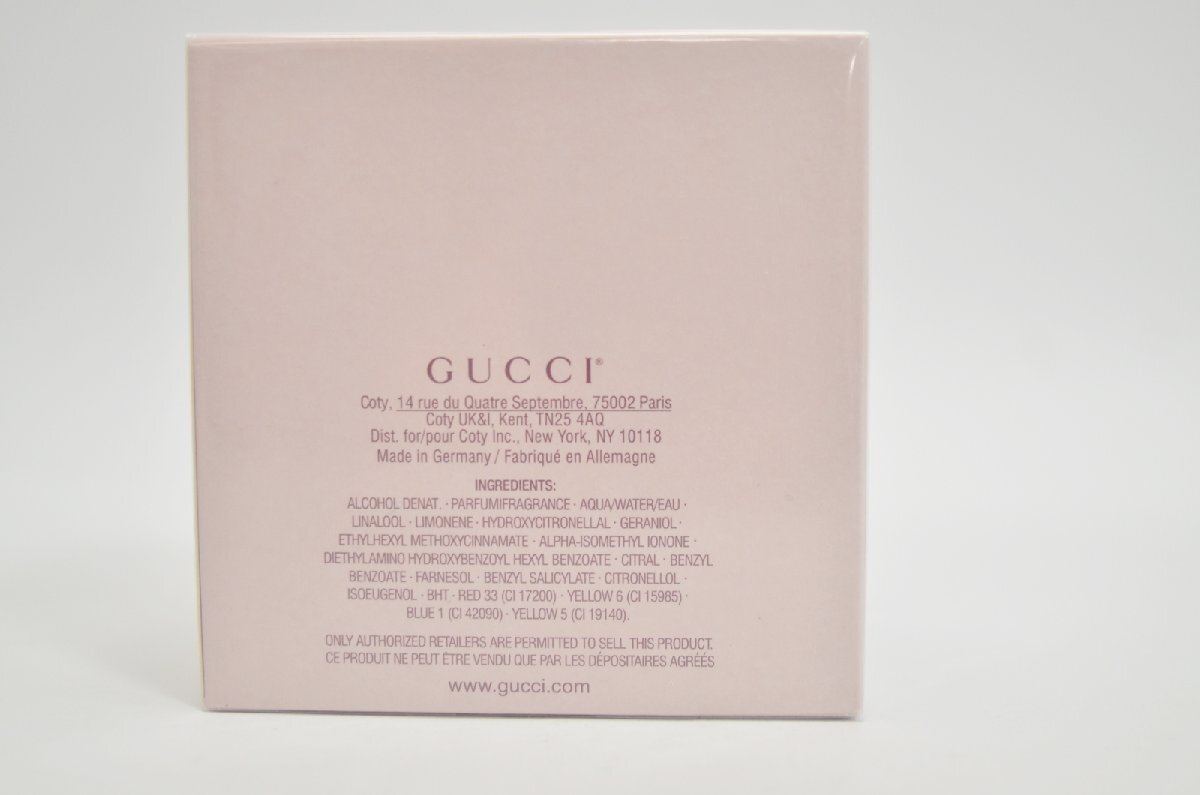 GUCCI®
Coty, 14 rue du Quatre Septembre, 75002 Paris
Coty UK&I, Kent, TN25 4AQ
Dist. for/pour Coty Inc., New York, NY 10118
Made in Germany / Fabriqué en Allemagne
INGREDIENTS:
ALCOHOL DENAT. · PARFUM/FRAGRANCE · AQUA/WATER/EAU ·
LINALOOL · LIMONENE · HYDROXYCITRONELLAL · GERANIOL ·
ETHYLHEXYL METHOXYCINNAMATE · ALPHA-ISOMETHYL IONONE ·
DIETHYLAMINO HYDROXYBENZOYL HEXYL BENZOATE · CITRAL · BENZYL
BENZOATE · FARNESOL · BENZYL SALICYLATE · CITRONELLOL ·
ISOEUGENOL · BHT · RED 33 (CI 17200) · YELLOW 6 (CI 15985) ·
BLUE 1 (CI 42090) · YELLOW 5 (CI 19140).
ONLY AUTHORIZED RETAILERS ARE PERMITTED TO SELL THIS PRODUCT.
CE PRODUIT NE PEUT ÊTRE VENDU QUE PAR LES DÉPOSITAIRES AGRÉÉS
www.gucci.com